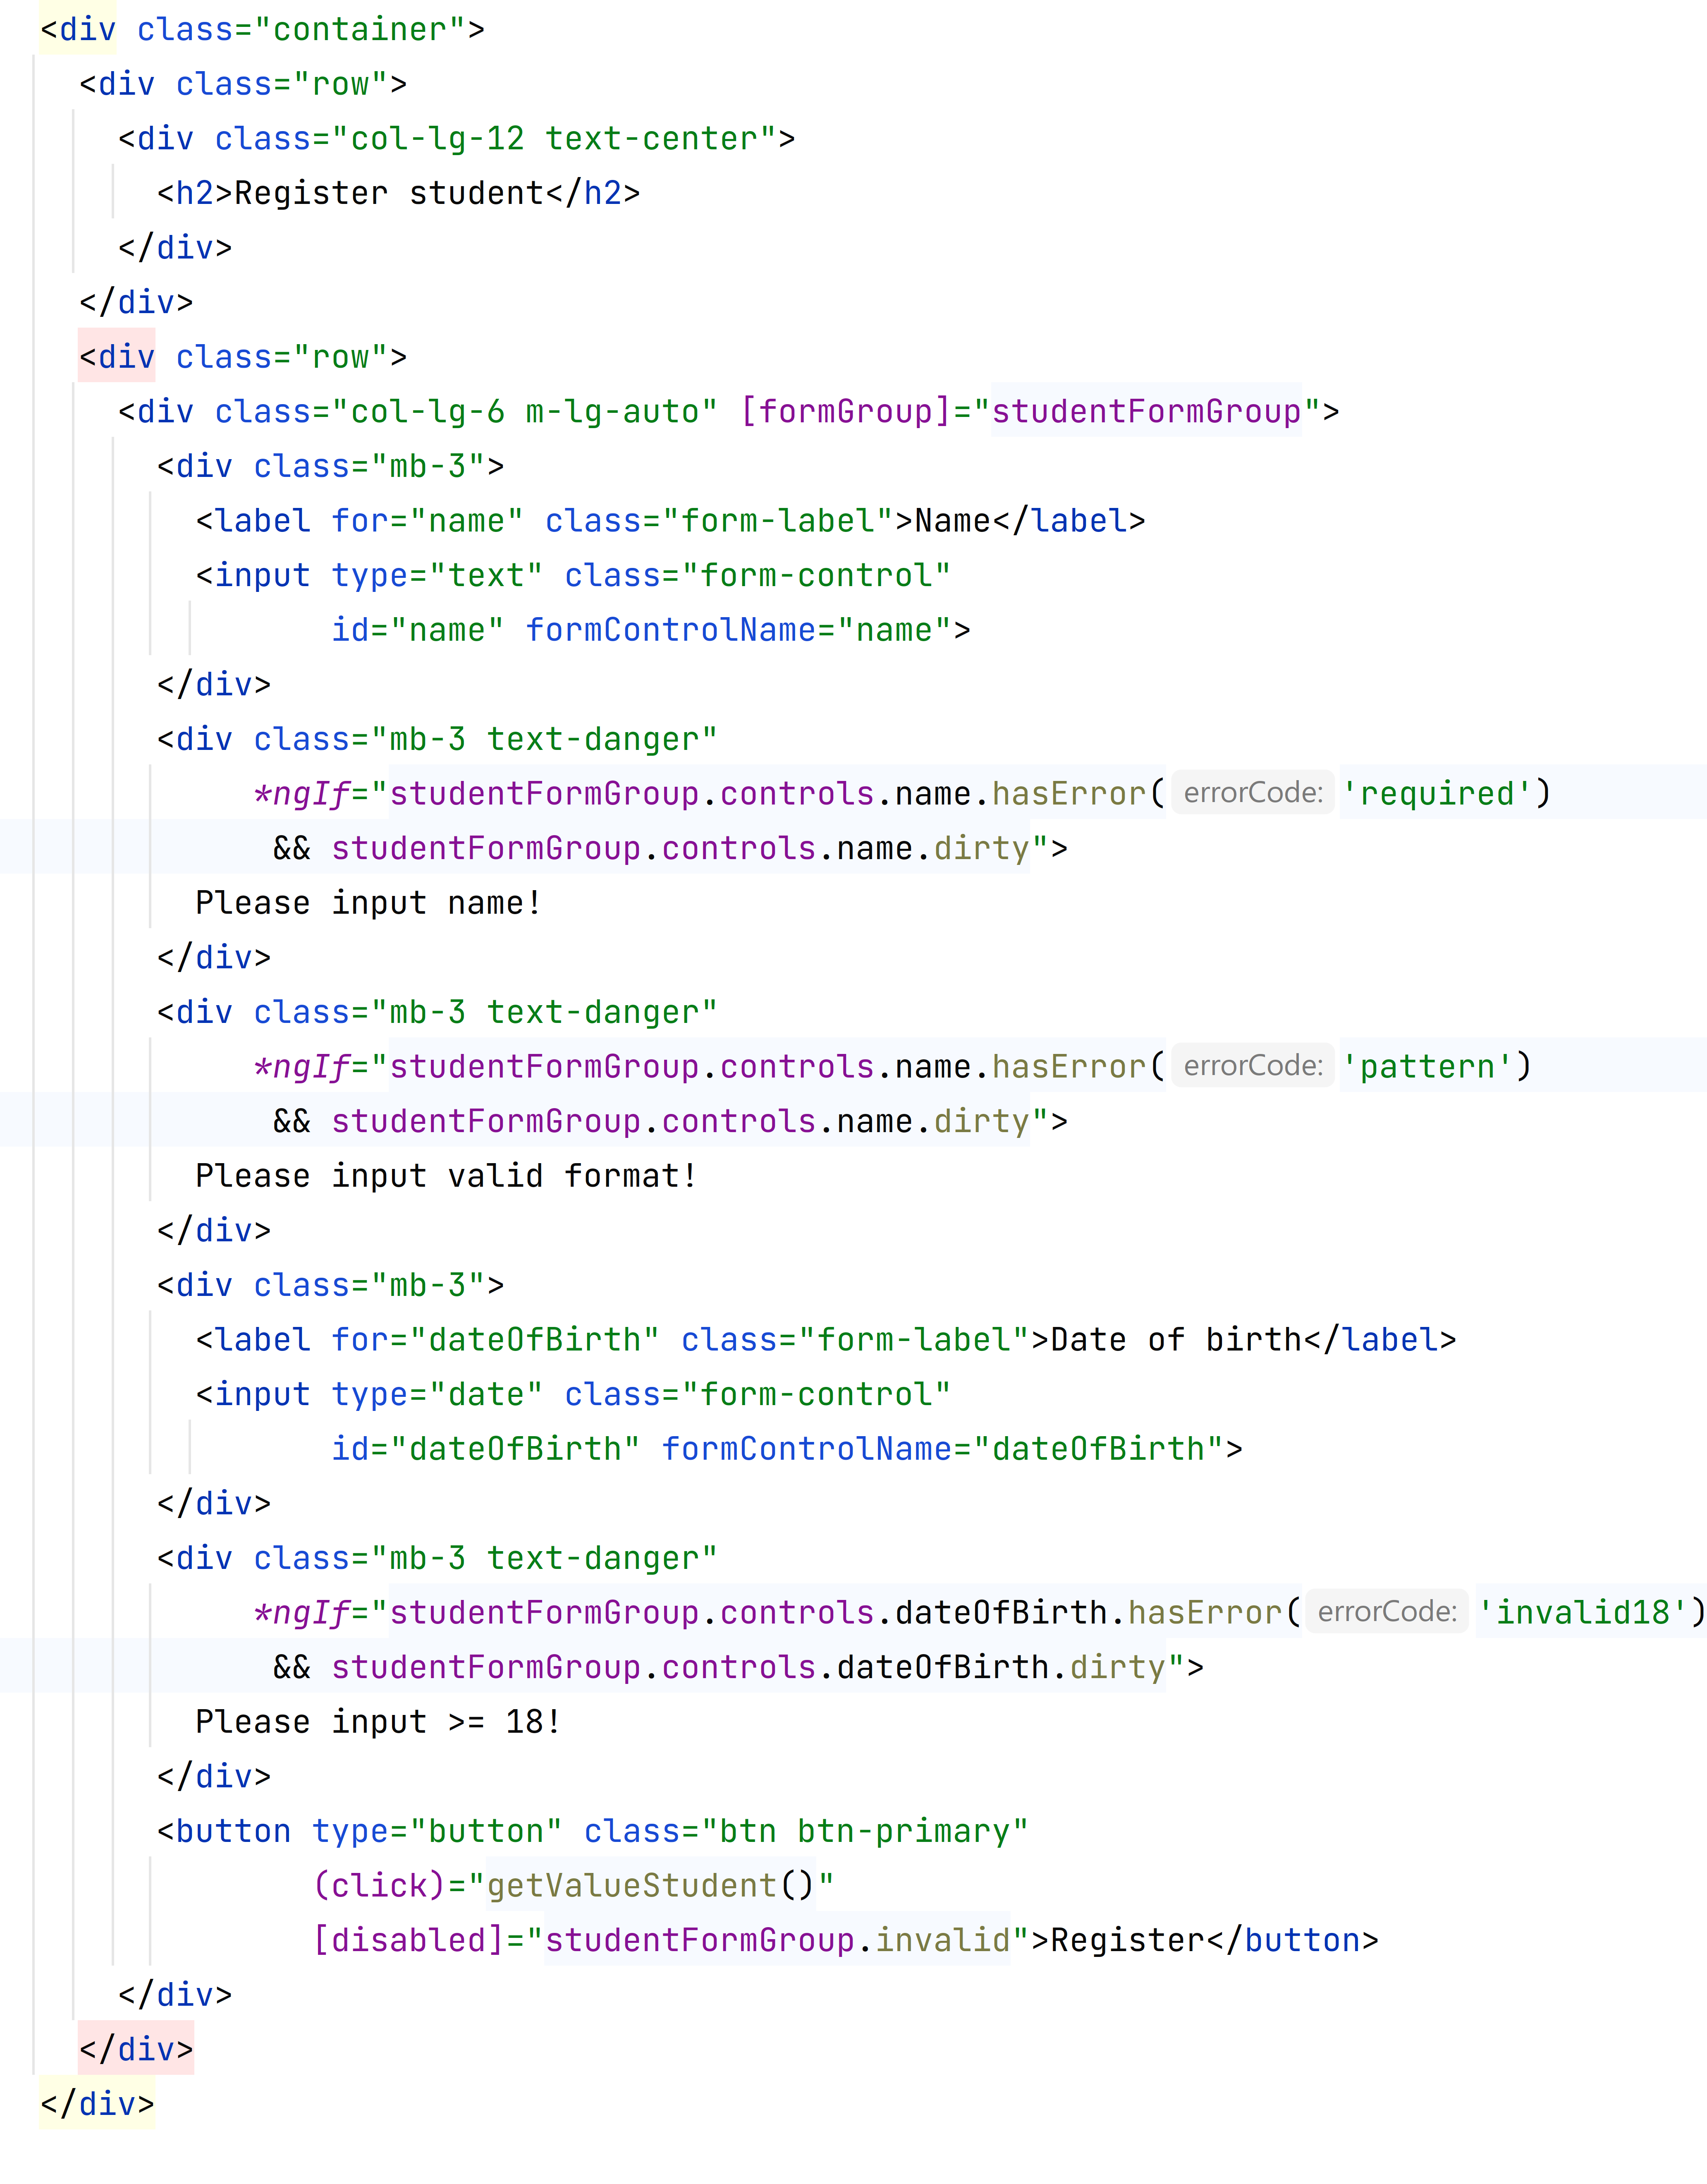 <div class="container">
<div class="row">
<div class="col-lg-12 text-center">
<h2>Register student</h2>
</div>
</div>
<div class="row">
<div class="col-lg-6 m-lg-auto" [formGroup]="studentFormGroup">
<div class="mb-3">
<label for="name" class="form-label">Name</label>
<input type="text" class="form-control"
id="name" formControlName="name">
</div>
<div class="mb-3 text-danger"
*ngIf="studentFormGroup.controls.name.hasError( errorCode: 'required')
&& studentFormGroup.controls.name.dirty">
Please input name!
</div>
<div class="mb-3 text-danger"
*ngIf="studentFormGroup.controls.name.hasError( errorCode: 'pattern')
&& studentFormGroup.controls.name.dirty">
Please input valid format!
</div>
<div class="mb-3">
<label for="dateOfBirth" class="form-label">Date of birth</label>
<input type="date" class="form-control"
id="dateOfBirth" formControlName="dateOfBirth">
</div>
<div class="mb-3 text-danger"
*ngIf="studentFormGroup.controls.dateOfBirth.hasError( errorCode: 'invalid18')
&& studentFormGroup.controls.dateOfBirth.dirty">
Please input >= 18!
</div>
<button type="button" class="btn btn-primary"
(click)="getValueStudent()"
[disabled]="studentFormGroup.invalid">Register</button>
</div>
</div>
</div>